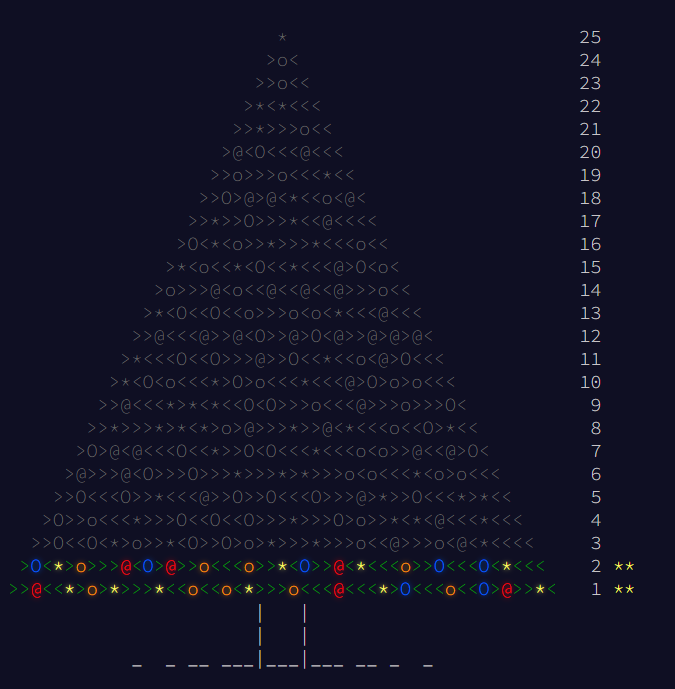 * 25
>o< 24
>>o<< 23
>*<*<<< 22
>>*>>>o<< 21
>@<O<<<@<<< 20
>>o>>>o<<<*<< 19
>>O>@>@<*<<o<@< 18
>>*>>O>>>*<<@<<<< 17
>O<*<o>>*>>>*<<<o<< 16
>*<o<<*<O<<*<<<@>O<o< 15
>o>>>@<o<<@<<@<<@>>>o<< 14
>*<O<<O<<o>>>o<o<*<<<@<<< 13
>>@<<<@>>@<O>>@>O<@>>@>@>@< 12
>*<<<O<<O>>>@>>O<<*<<o<@>O<<< 11
>*<O<o<<<*>O>o<<<*<<<@>O>o>o<<< 10
>>@<<<*>*<*<<O<O>>>o<<<@>>>o>>>O< 9
>>*>>>*>*<*>o>@>>>*>>@<*<<<o<<O>*<< 8
>O>@<@<<<O<<*>>O<O<<<*<<<o<o>>@<<@>O< 7
>@>>>@<O>>>O>>>*>>>*>*>>>o<o<<<*<o>o<<< 6
>>O<<<O>>*<<<@>>O>>O<<<O>>>@>*>>O<<<*>*<< 5
>O>>o<<<*>>>O<<O<<O>>>*>>>O>>o>>*<<@<<<*<<< 4
>>O<<O<*>o>>*<<O>O>o>*>>>*>>>o<<@>>>o<@<*<<<< 3
>O<*>o>>>@>O>@>>o<<<o>>*<O>>@<*<<<o>>O<<<O<*<<< 2 **
>>@<<*>o>*>>>*<<o<<o<*>>>o<<<@<<<*>O<<<o<<O>@>>*< 1 **
| |
| |
_  _ __ ___|___|___ __ _  _